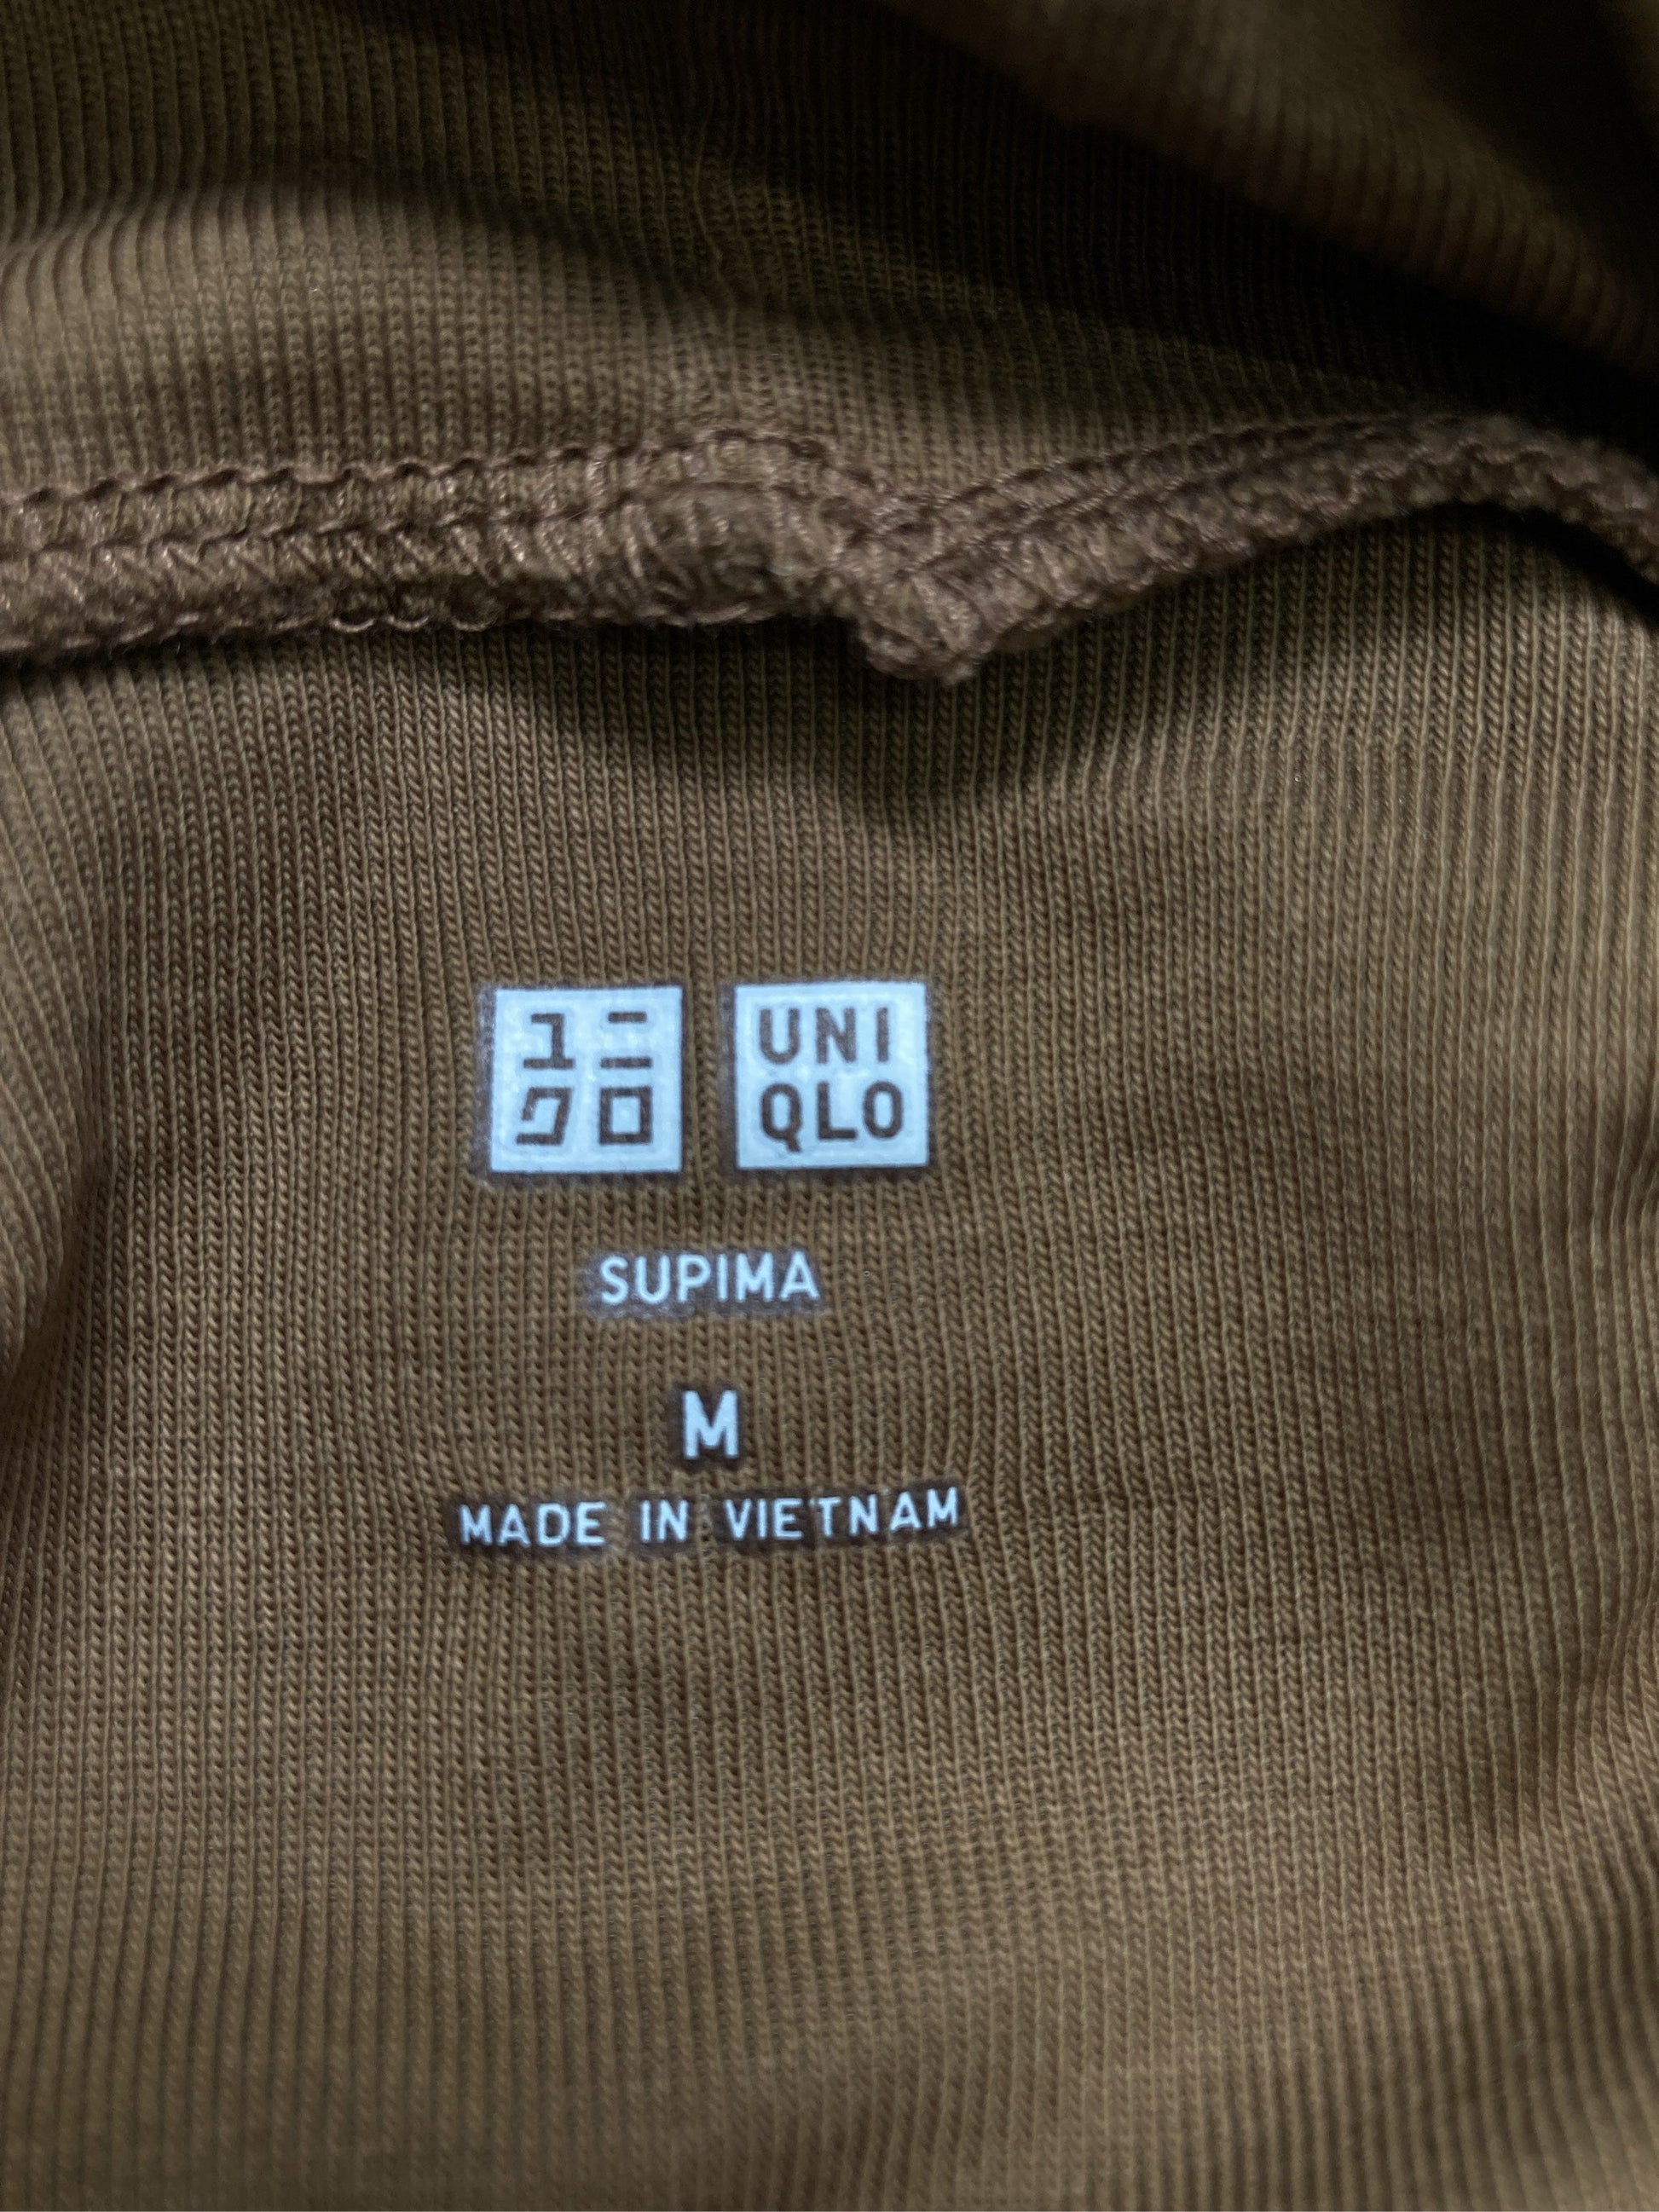 ユニ
クロ
UNI
QLO
SUPIMA
M
MADE IN VIETNAM